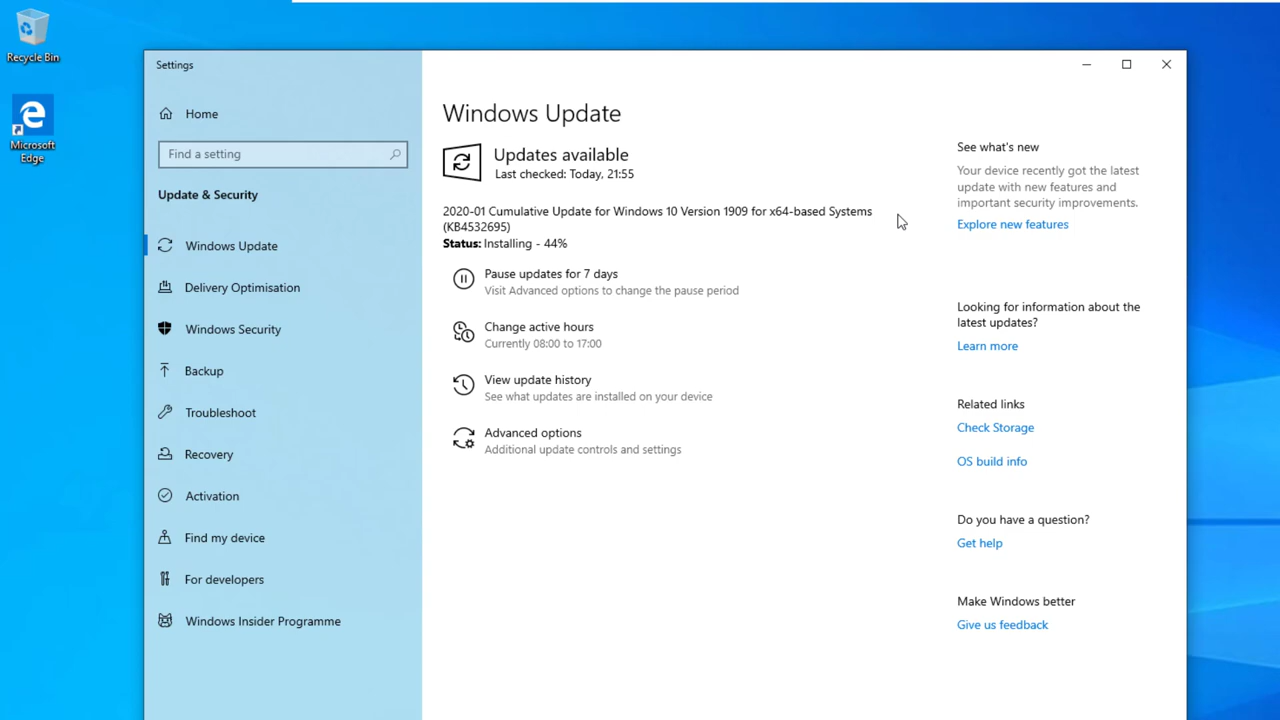 Recycle Bin
Microsoft
Edge
Settings
Home
Find a setting
Update & Security
Windows Update
Delivery Optimisation
Windows Security
Backup
Troubleshoot
Recovery
Activation
Find my device
For developers
Windows Insider Programme
Windows Update
Updates available
Last checked: Today, 21:55
2020-01 Cumulative Update for Windows 10 Version 1909 for x64-based Systems
(KB4532695)
Status: Installing - 44%
Pause updates for 7 days
Visit Advanced options to change the pause period
Change active hours
Currently 08:00 to 17:00
View update history
See what updates are installed on your device
Advanced options
Additional update controls and settings
See what's new
Your device recently got the latest
update with new features and
important security improvements.
Explore new features
Looking for information about the
latest updates?
Learn more
Related links
Check Storage
OS build info
Do you have a question?
Get help
Make Windows better
Give us feedback